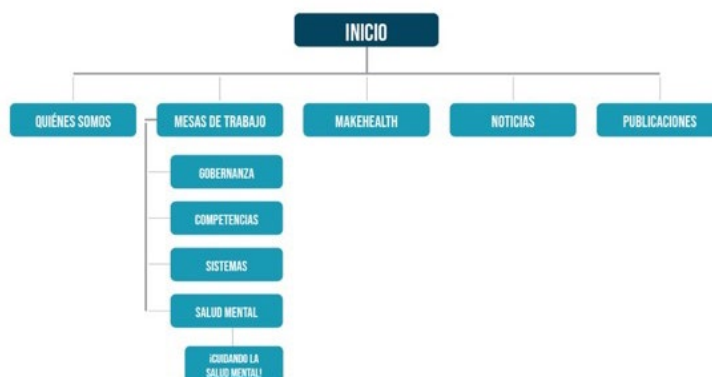 INICIO
QUIÉNES SOMOS
MESAS DE TRABAJO
MAKEHEALTH
NOTICIAS
PUBLICACIONES
GOBERNANZA
COMPETENCIAS
SISTEMAS
SALUD MENTAL
¡CUIDANDO LA
SALUD MENTAL!